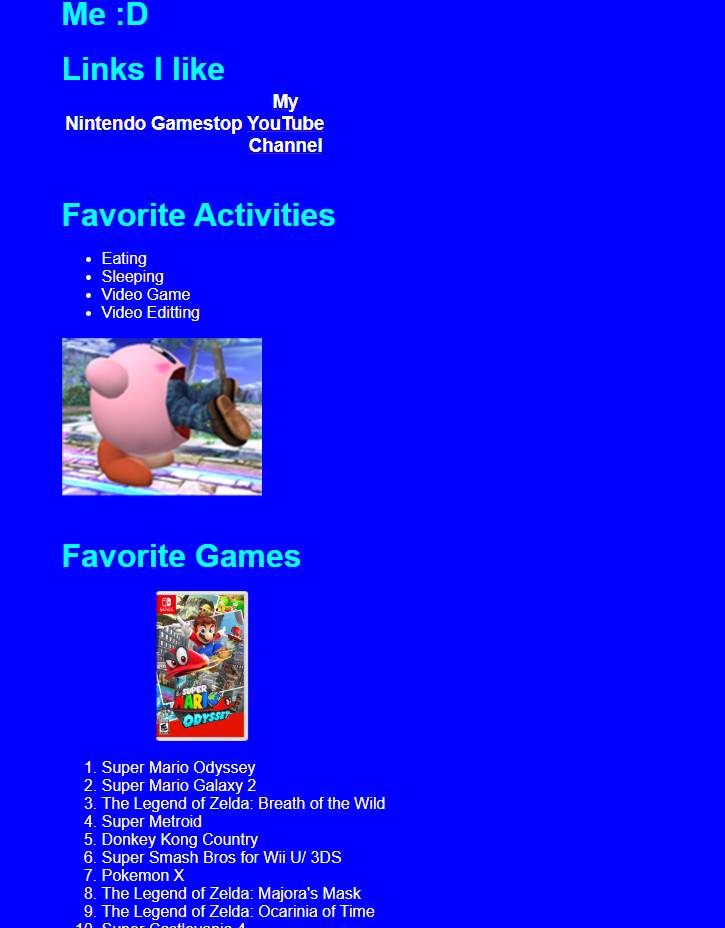 Me :D
Links I like
My
Nintendo Gamestop YouTube
Channel
Favorite Activities
Eating
Sleeping
Video Game
Video Editting
Favorite Games
SUPER
MARIO
ODYSSEY
1. Super Mario Odyssey
2. Super Mario Galaxy 2
3. The Legend of Zelda: Breath of the Wild
4. Super Metroid
5. Donkey Kong Country
6. Super Smash Bros for Wii U/ 3DS
7. Pokemon X
8. The Legend of Zelda: Majora's Mask
9. The Legend of Zelda: Ocarinia of Time
10. Super Castlevania 4